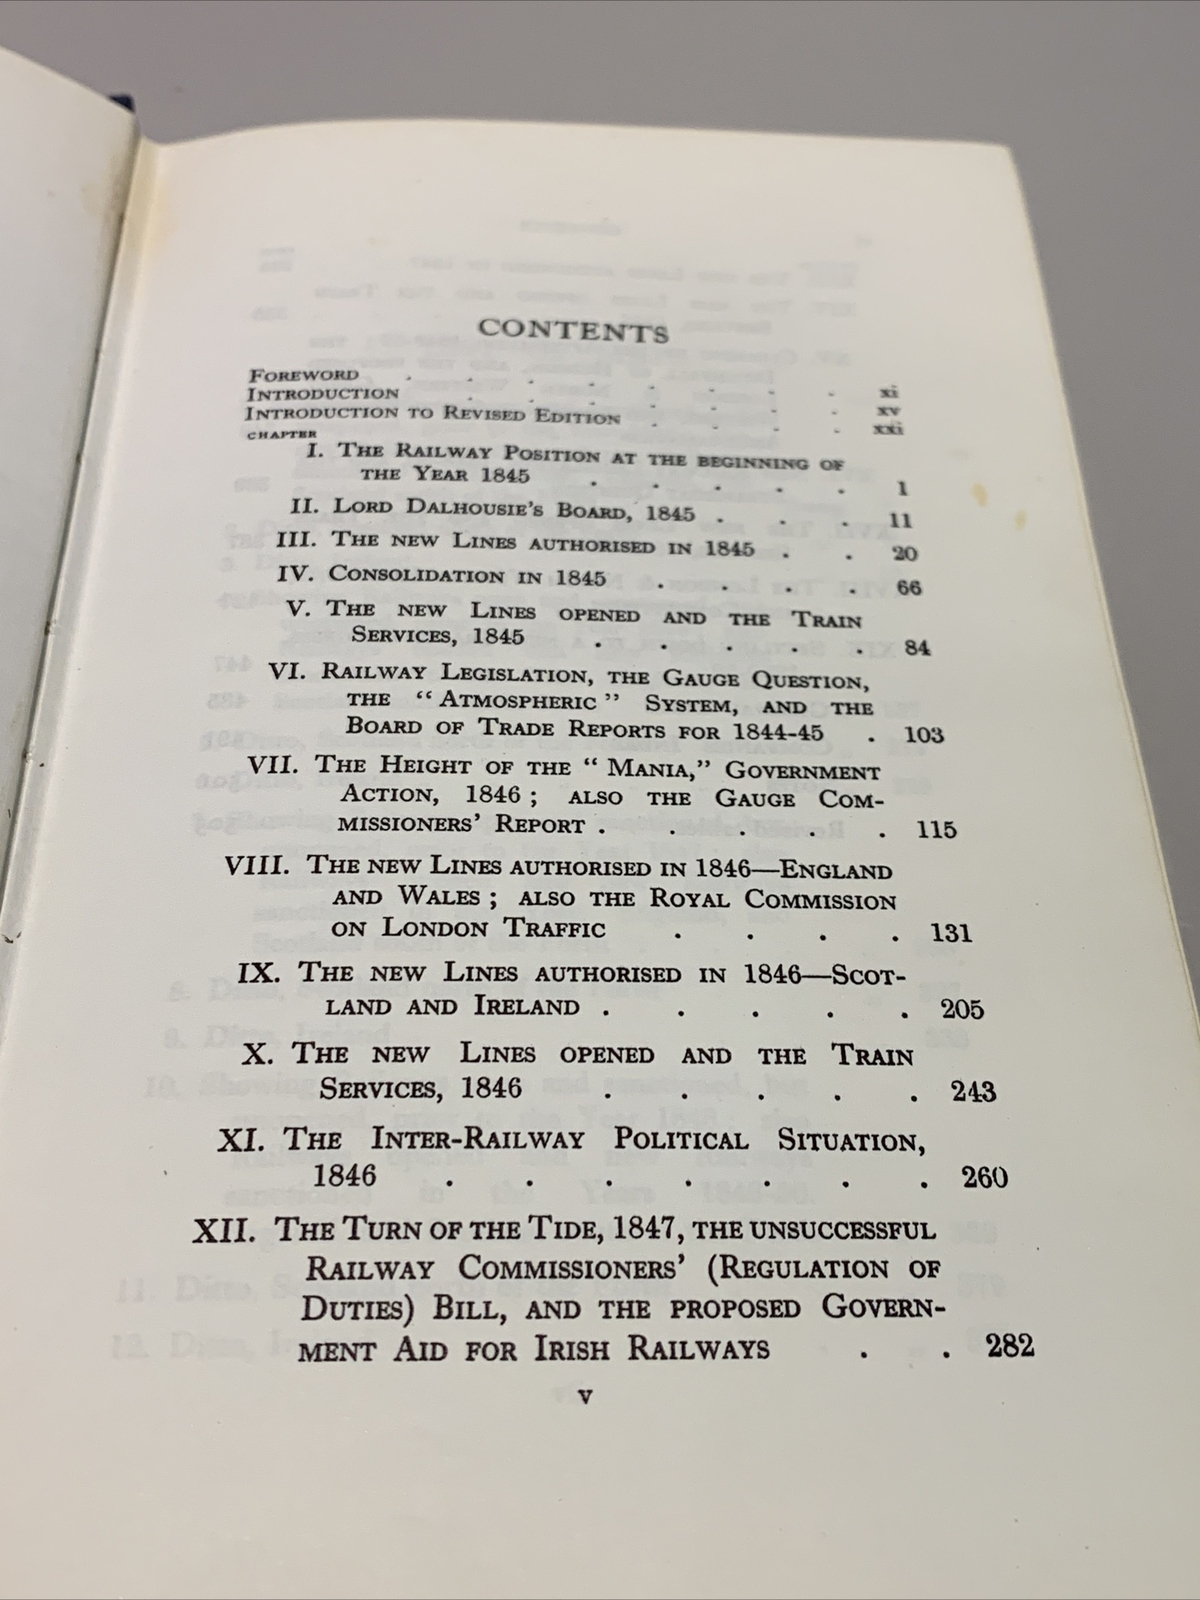 CONTENTS
FOREWORD . . . . . . . . xi
INTRODUCTION . . . . . . . xv
INTRODUCTION TO REVISED EDITION . . . . xxi
CHAPTER
I. THE RAILWAY POSITION AT THE BEGINNING OF
THE YEAR 1845 . . . . . 1
II. LORD DALHOUSIE'S BOARD, 1845 . . . 11
III. THE NEW LINES AUTHORISED IN 1845 . . 20
IV. CONSOLIDATION IN 1845 . . . . 66
V. THE NEW LINES OPENED AND THE TRAIN
SERVICES, 1845 . . . . . 84
VI. RAILWAY LEGISLATION, THE GAUGE QUESTION,
THE "ATMOSPHERIC" SYSTEM, AND THE
BOARD OF TRADE REPORTS FOR 1844-45 . 103
VII. THE HEIGHT OF THE "MANIA," GOVERNMENT
ACTION, 1846; ALSO THE GAUGE COM-
MISSIONERS' REPORT . . . . . 115
VIII. THE NEW LINES AUTHORISED IN 1846—ENGLAND
AND WALES; ALSO THE ROYAL COMMISSION
ON LONDON TRAFFIC . . . . 131
IX. THE NEW LINES AUTHORISED IN 1846—SCOT-
LAND AND IRELAND . . . . . 205
X. THE NEW LINES OPENED AND THE TRAIN
SERVICES, 1846 . . . . . 243
XI. THE INTER-RAILWAY POLITICAL SITUATION,
1846 . . . . . . . 260
XII. THE TURN OF THE TIDE, 1847, THE UNSUCCESSFUL
RAILWAY COMMISSIONERS' (REGULATION OF
DUTIES) BILL, AND THE PROPOSED GOVERN-
MENT AID FOR IRISH RAILWAYS . . 282
v